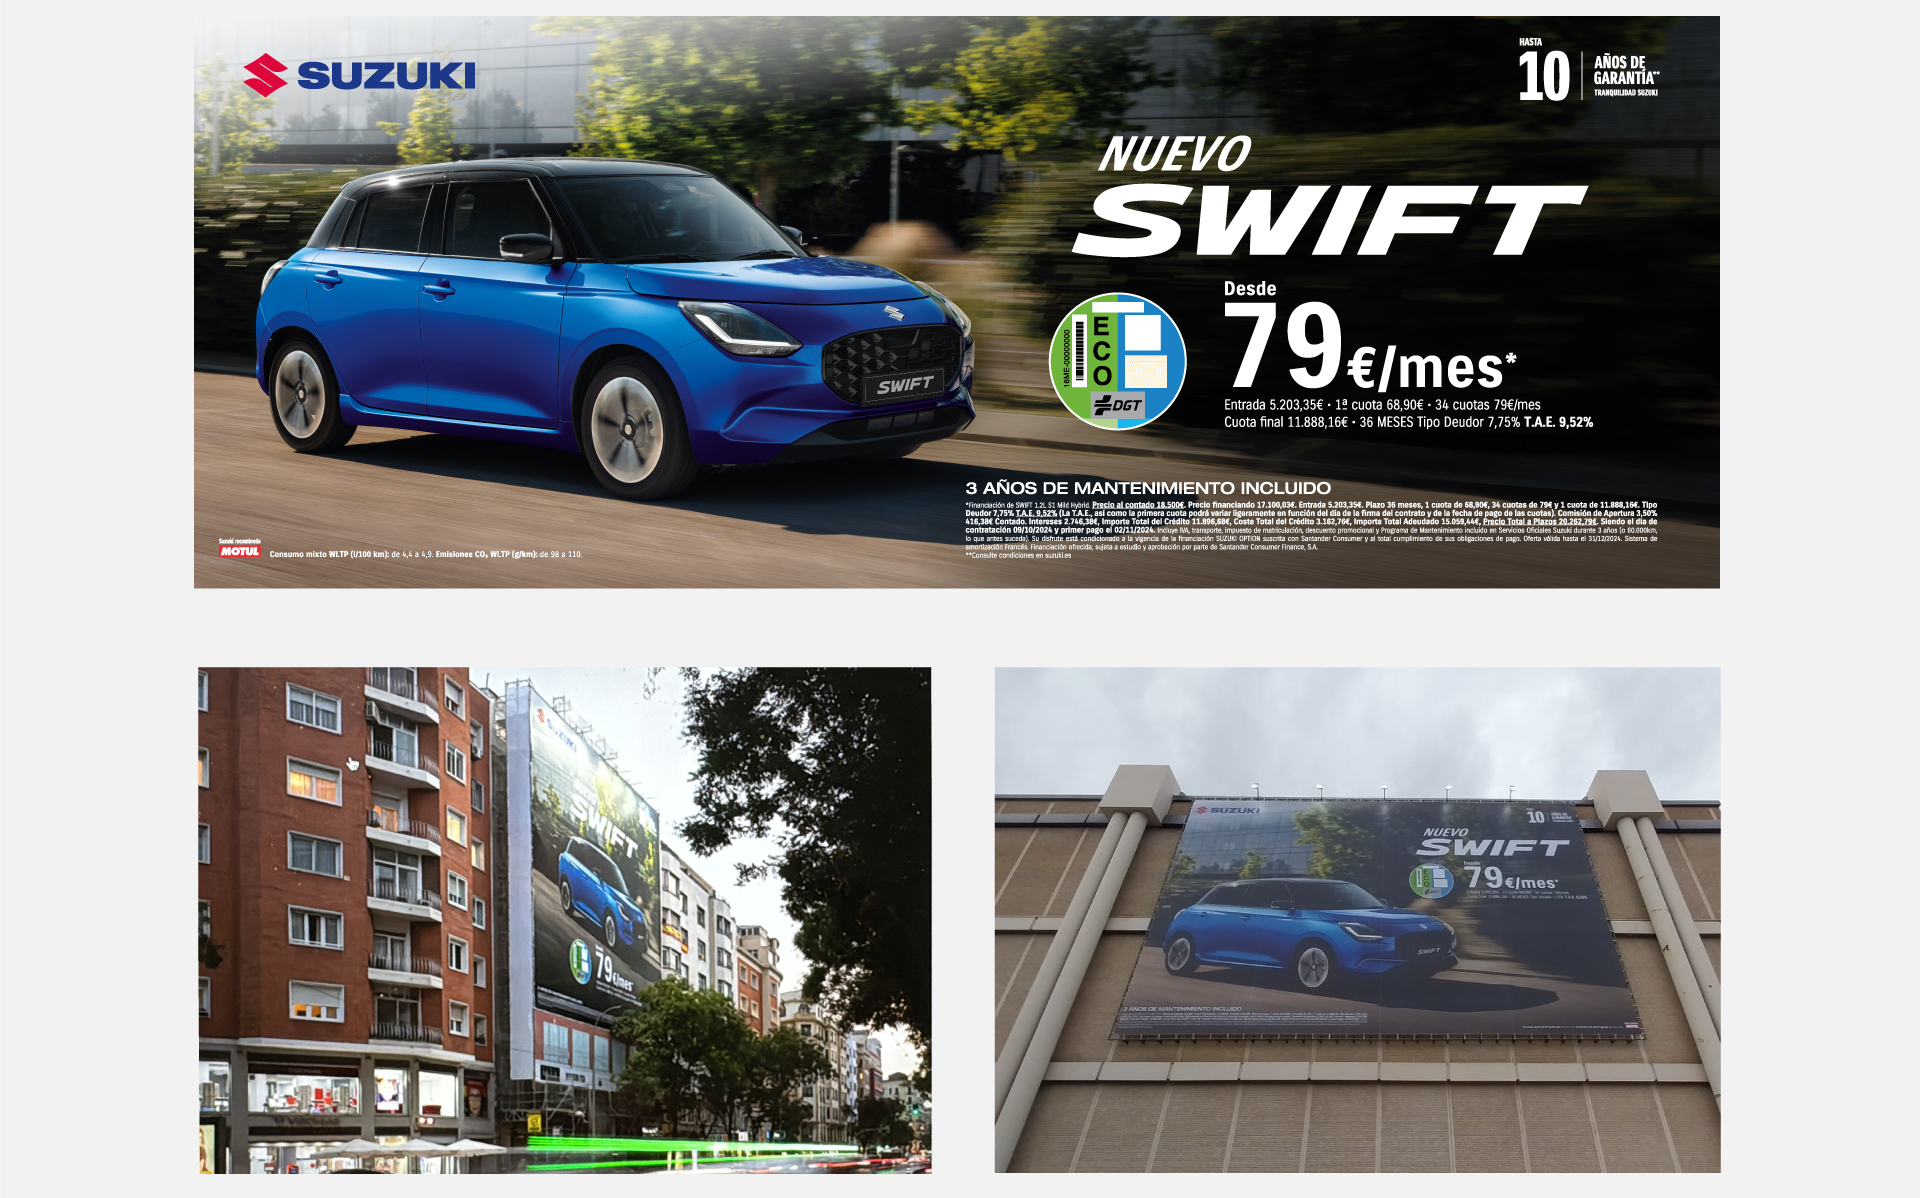 SUZUKI
HASTA
10
AÑOS DE
GARANTÍA**
TRANQUILIDAD SUZUKI
NUEVO
SWIFT
Desde
79€/mes*
Entrada 5.203,35€ · 1ª cuota 68,90€ · 34 cuotas 79€/mes
Cuota final 11.888,16€ · 36 MESES Tipo Deudor 7,75% T.A.E. 9,52%
16ME-00000000
ECO
DGT
SWIFT
3 AÑOS DE MANTENIMIENTO INCLUIDO
*Financiación de SWIFT 1.2L S1 Mild Hybrid. Precio al contado 18.500€. Precio financiando 17.100,03€. Entrada 5.203,35€. Plazo 36 meses, 1 cuota de 68,90€, 34 cuotas de 79€ y 1 cuota de 11.888,16€. Tipo
Deudor 7,75% T.A.E. 9,52% (La T.A.E., así como la primera cuota podrá variar ligeramente en función del día de la firma del contrato y de la fecha de pago de las cuotas). Comisión de Apertura 3,50%
416,38€ Contado. Intereses 2.746,38€, Importe Total del Crédito 11.896,68€, Coste Total del Crédito 3.162,76€, Importe Total Adeudado 15.059,44€, Precio Total a Plazos 20.262,79€. Siendo el día de
contratación 09/10/2024 y primer pago el 02/11/2024. Incluye IVA, transporte, impuesto de matriculación, descuento promocional y Programa de Mantenimiento incluido en Servicios Oficiales Suzuki durante 3 años (o 60.000km,
lo que antes suceda). Su disfrute está condicionado a la vigencia de la financiación SUZUKI OPTION suscrita con Santander Consumer y al total cumplimiento de sus obligaciones de pago. Oferta válida hasta el 31/12/2024. Sistema de
amortización Francés. Financiación ofrecida, sujeta a estudio y aprobación por parte de Santander Consumer Finance, S.A.
**Consulte condiciones en suzuki.es
Suzuki recomienda
MOTUL
Consumo mixto WLTP (l/100 km): de 4,4 a 4,9. Emisiones CO₂ WLTP (g/km): de 98 a 110.
SUZUKI
SWIFT
79€/mes*
SUZUKI
10
AÑOS DE
GARANTÍA
NUEVO
SWIFT
Desde
79€/mes*
ECO
DGT
SWIFT
3 AÑOS DE MANTENIMIENTO INCLUIDO